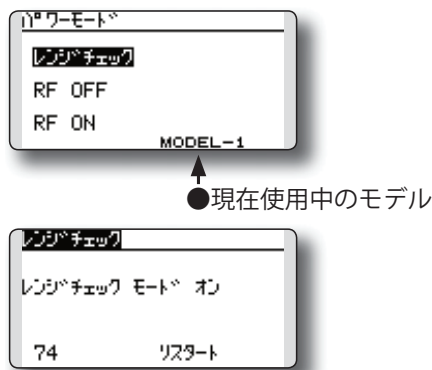 パワーモード
レンジチェック
RF OFF
RF ON
MODEL-1
●現在使用中のモデル
レンジチェック
レンジチェック モード オン
74 リスタート